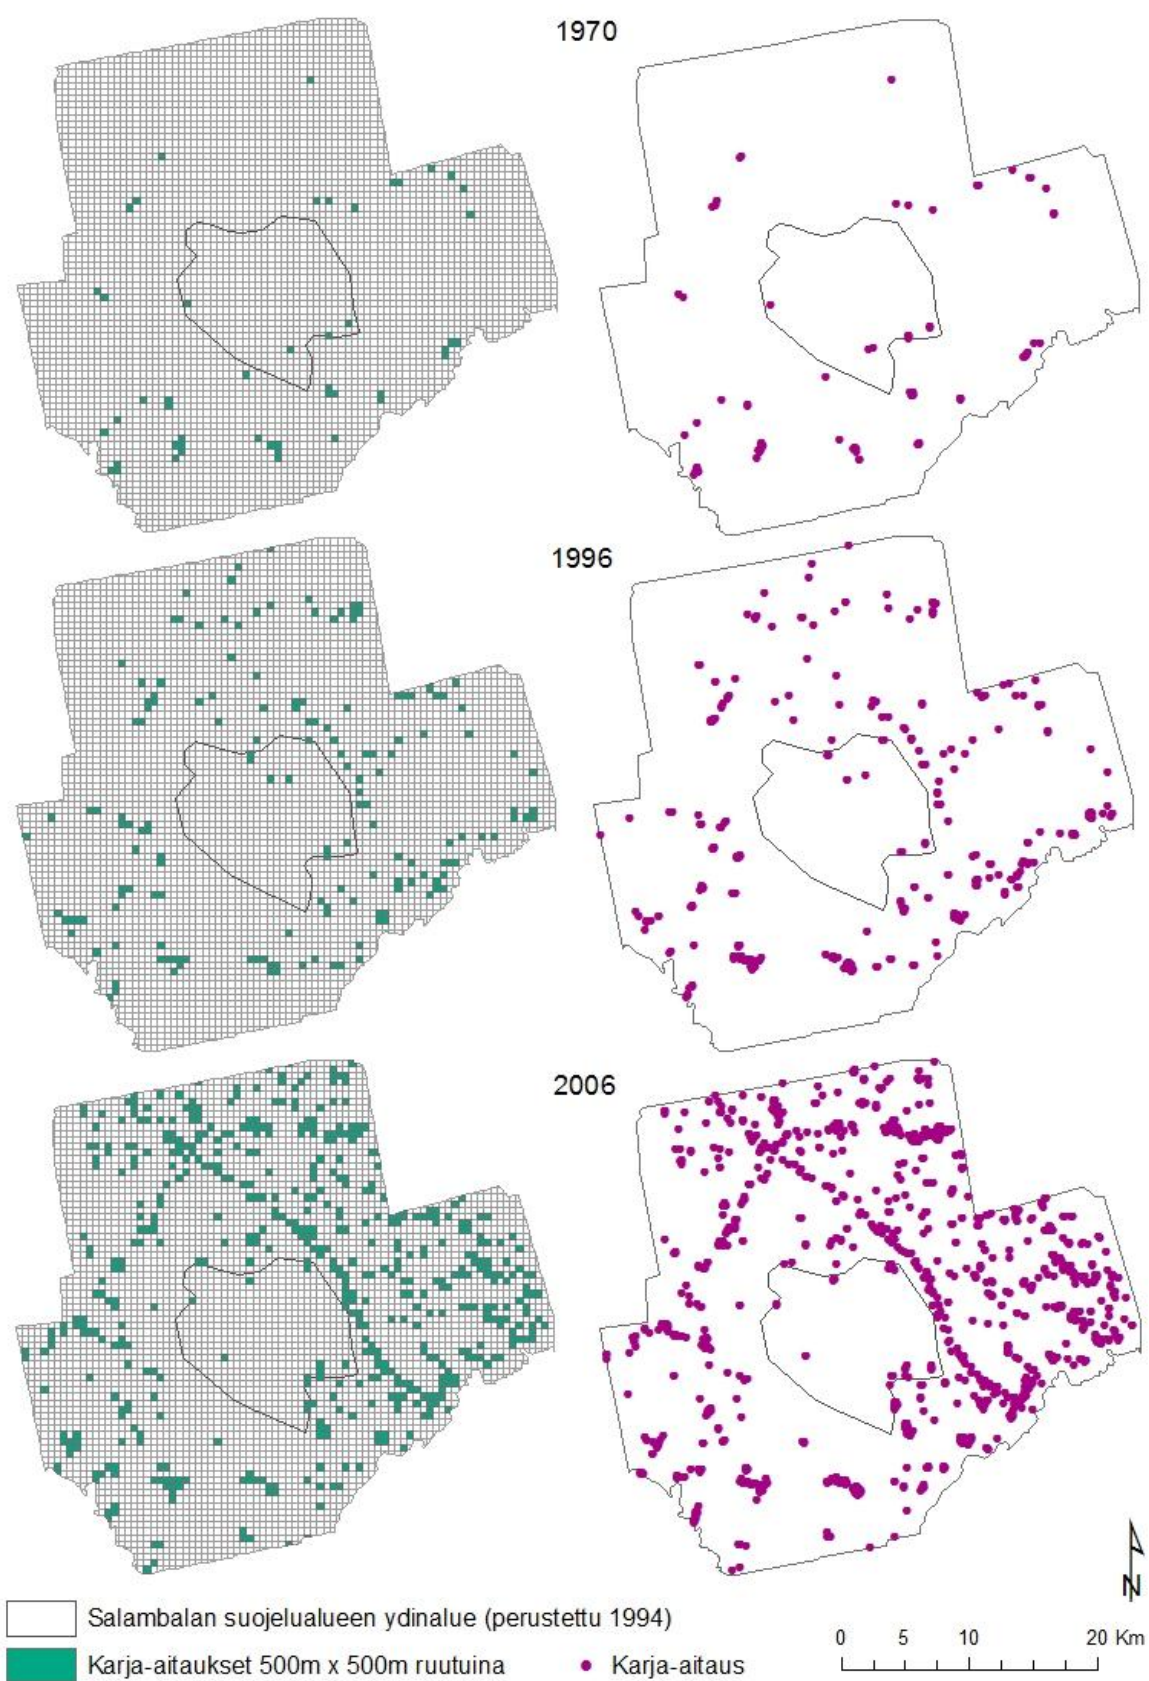 1970
1996
2006
N
Salambalan suojelualueen ydinalue (perustettu 1994)
0 5 10 20 Km
Karja-aitaukset 500m x 500m ruutuina
Karja-aitaus